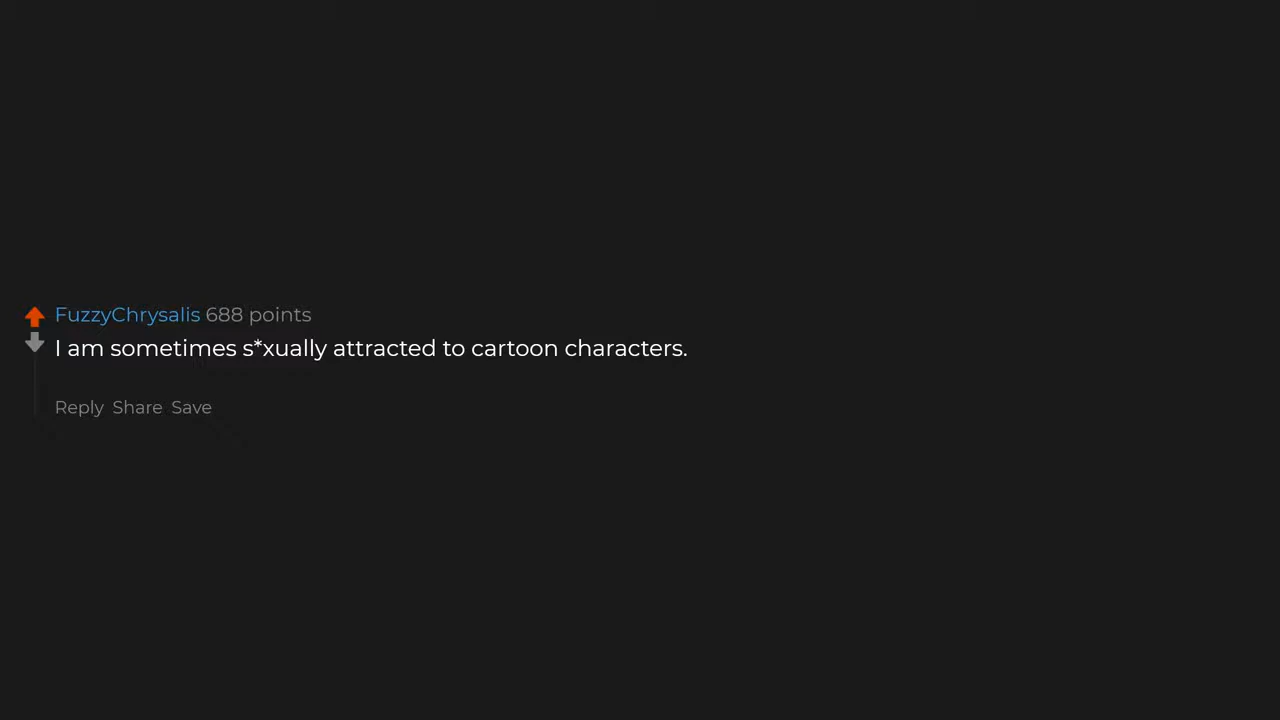 FuzzyChrysalis 688 points
I am sometimes s*xually attracted to cartoon characters.
Reply Share Save